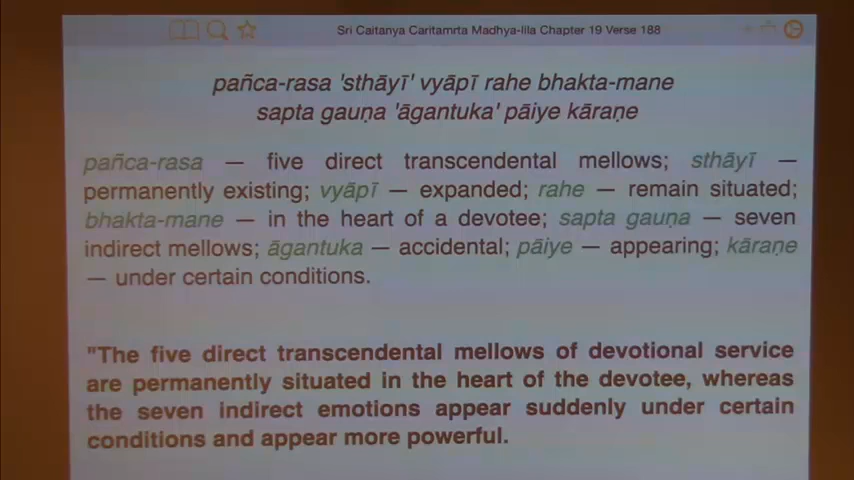 Sri Caitanya Caritamrta Madhya-lila Chapter 19 Verse 188
pañca-rasa 'sthāyī' vyāpī rahe bhakta-mane
sapta gauṇa 'āgantuka' pāiye kāraṇe
pañca-rasa — five direct transcendental mellows; sthāyī —
permanently existing; vyāpī — expanded; rahe — remain situated;
bhakta-mane — in the heart of a devotee; sapta gauṇa — seven
indirect mellows; āgantuka — accidental; pāiye — appearing; kāraṇe
— under certain conditions.
"The five direct transcendental mellows of devotional service
are permanently situated in the heart of the devotee, whereas
the seven indirect emotions appear suddenly under certain
conditions and appear more powerful.